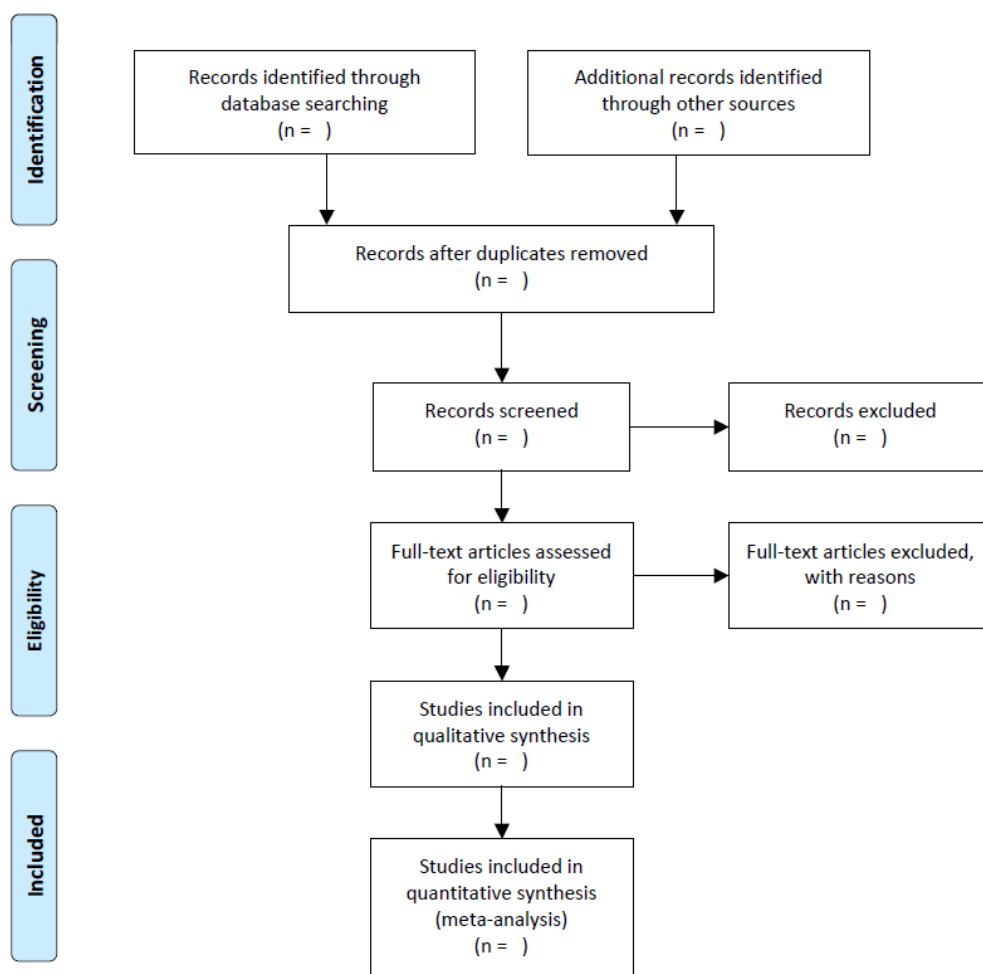 Identification
Records identified through
database searching
(n =   )
Additional records identified
through other sources
(n =   )
Records after duplicates removed
(n =   )
Screening
Records screened
(n =   )
Records excluded
(n =   )
Eligibility
Full-text articles assessed
for eligibility
(n =   )
Full-text articles excluded,
with reasons
(n =   )
Studies included in
qualitative synthesis
(n =   )
Included
Studies included in
quantitative synthesis
(meta-analysis)
(n =   )